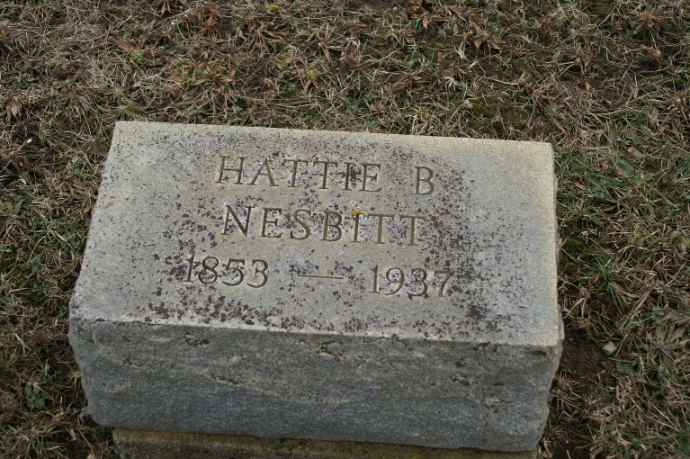 HATTIE B
NESBITT
1853 — 1937